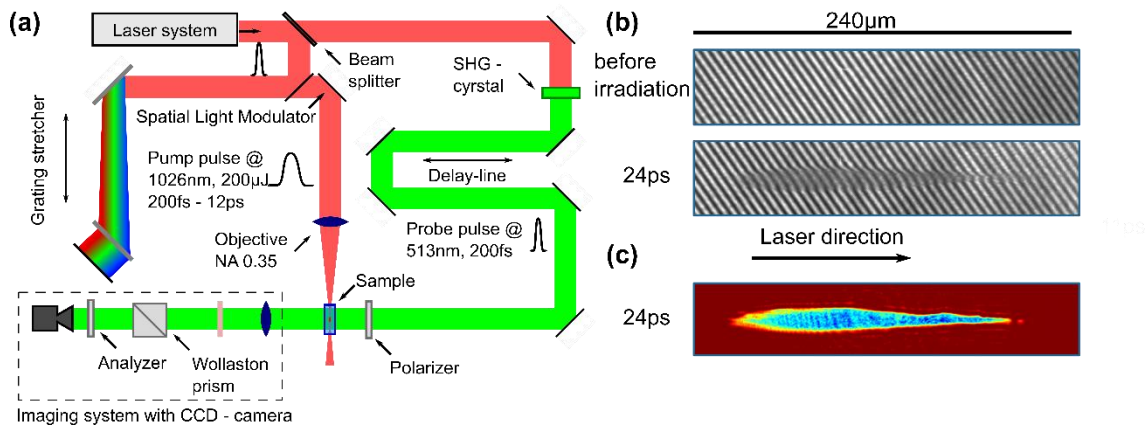 (a)
Laser system
Beam
splitter
SHG -
cyrstal
Spatial Light Modulator
Grating stretcher
Pump pulse @
1026nm, 200µJ
200fs - 12ps
Delay-line
Objective
NA 0.35
Probe pulse @
513nm, 200fs
Sample
Analyzer
Wollaston
prism
Polarizer
Imaging system with CCD - camera
(b)
240µm
before
irradiation
24ps
(c)
Laser direction
24ps